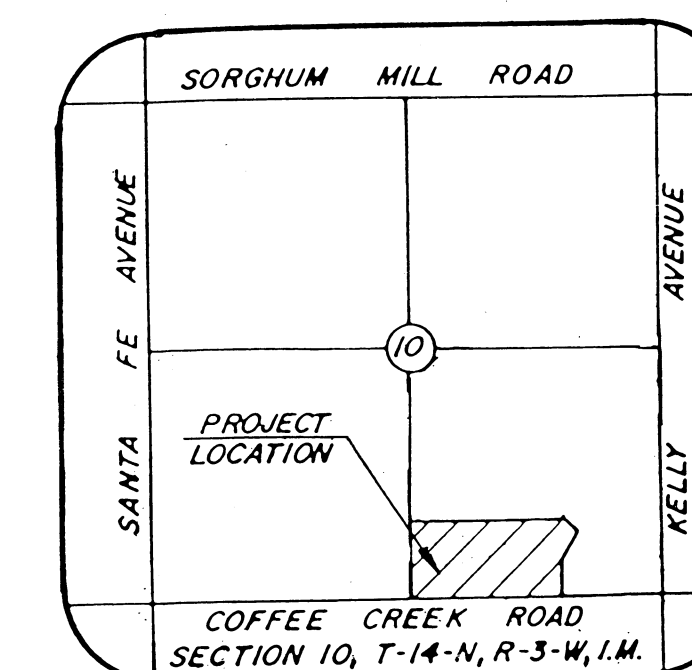 SORGHUM MILL ROAD
SANTA FE AVENUE
KELLY AVENUE
10
PROJECT
LOCATION
COFFEE CREEK ROAD
SECTION 10, T-14-N, R-3-W, I.M.